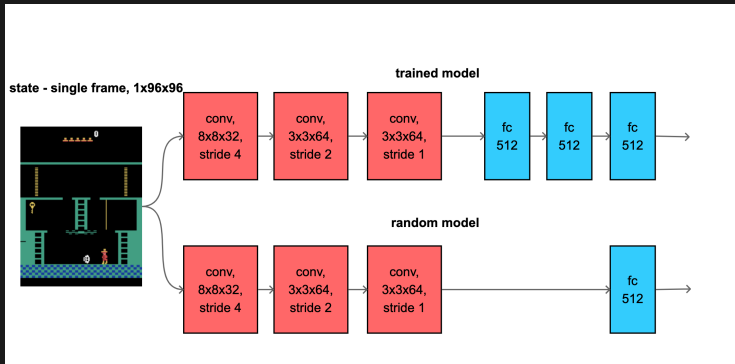 trained model
state - single frame, 1x96x96
conv,
8x8x32,
stride 4
conv,
3x3x64,
stride 2
conv,
3x3x64,
stride 1
fc
512
fc
512
fc
512
0
random model
conv,
8x8x32,
stride 4
conv,
3x3x64,
stride 2
conv,
3x3x64,
stride 1
fc
512